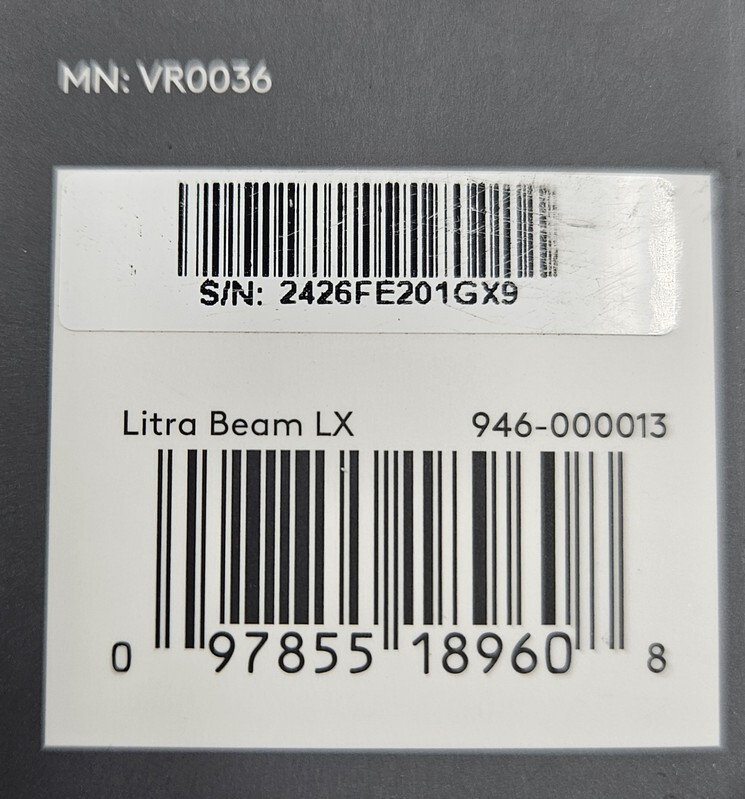 MN: VR0036
S/N: 2426FE201GX9
Litra Beam LX 946-000013
0 97855 18960 8